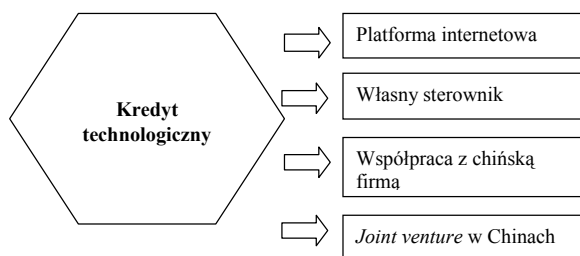 Kredyt
technologiczny
Platforma internetowa
Własny sterownik
Współpraca z chińską
firmą
Joint venture w Chinach